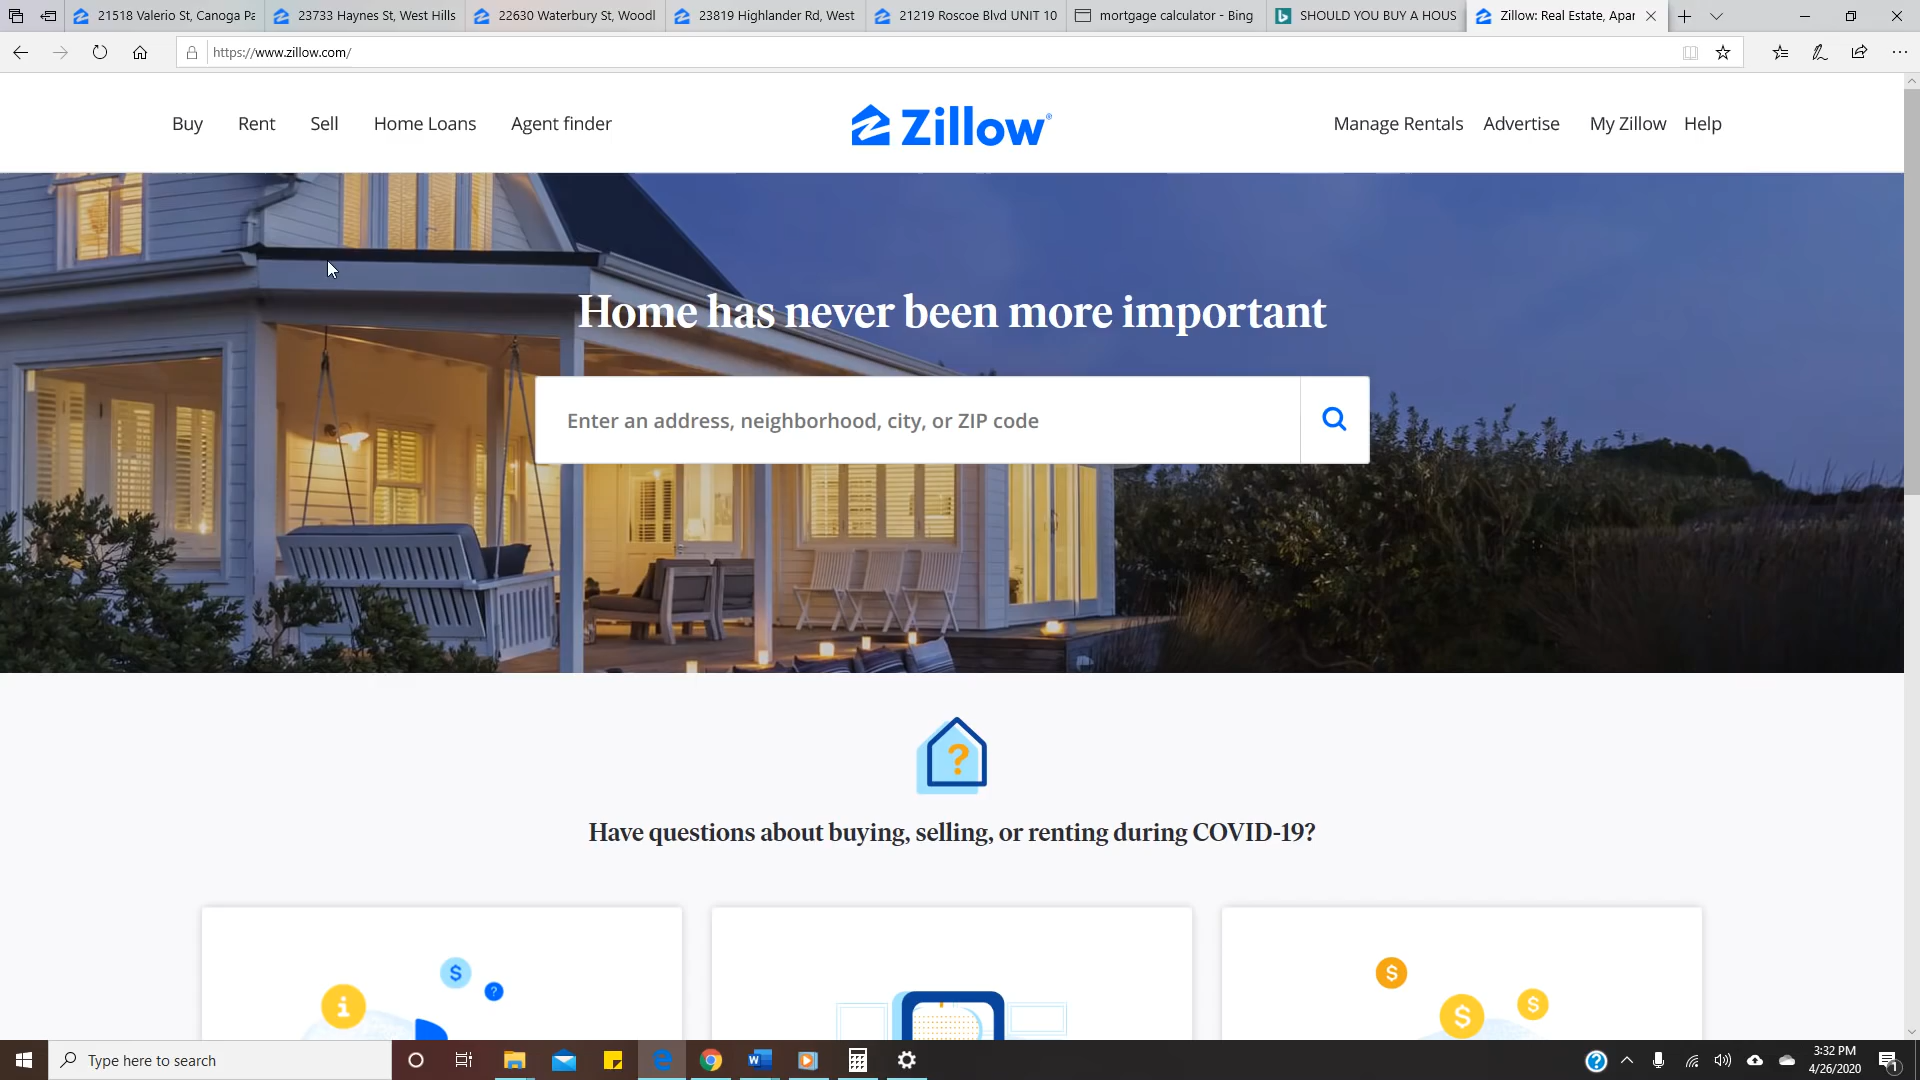 21518 Valerio St, Canoga Pa
23733 Haynes St, West Hills
22630 Waterbury St, Woodl
23819 Highlander Rd, West
21219 Roscoe Blvd UNIT 10
mortgage calculator - Bing
SHOULD YOU BUY A HOUS
Zillow: Real Estate, Apar
https://www.zillow.com/
Buy
Rent
Sell
Home Loans
Agent finder
Zillow®
Manage Rentals
Advertise
My Zillow
Help
Home has never been more important
Enter an address, neighborhood, city, or ZIP code
?
Have questions about buying, selling, or renting during COVID-19?
$
?
i
$
$
$
Type here to search
3:32 PM
4/26/2020
1